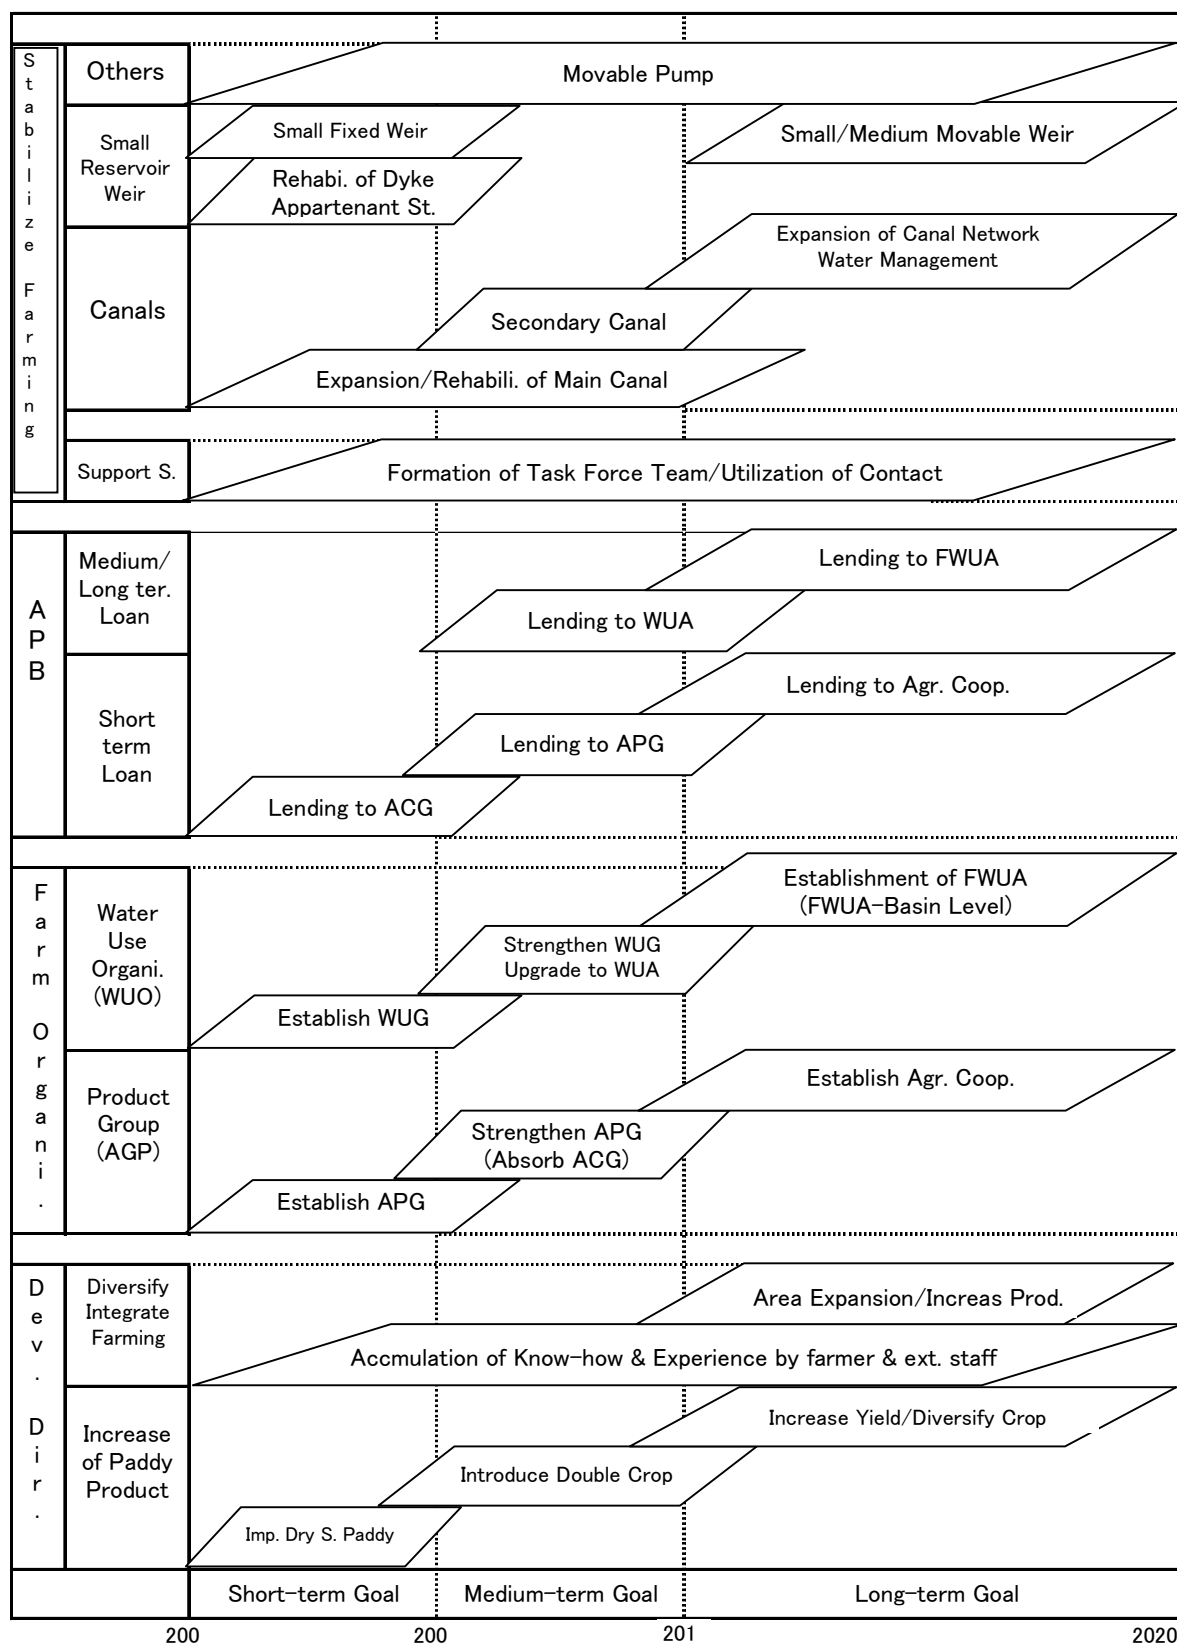 Stabilize Farming
Others
Movable Pump
Small
Reservoir
Weir
Small Fixed Weir
Small/Medium Movable Weir
Rehabi. of Dyke
Appartenant St.
Canals
Expansion of Canal Network
Water Management
Secondary Canal
Expansion/Rehabili. of Main Canal
Support S.
Formation of Task Force Team/Utilization of Contact
APB
Medium/
Long ter.
Loan
Lending to FWUA
Lending to WUA
Short
term
Loan
Lending to Agr. Coop.
Lending to APG
Lending to ACG
Farm Organi.
Water
Use
Organi.
(WUO)
Establishment of FWUA
(FWUA-Basin Level)
Strengthen WUG
Upgrade to WUA
Establish WUG
Product
Group
(AGP)
Establish Agr. Coop.
Strengthen APG
(Absorb ACG)
Establish APG
Dev. Dir.
Diversify
Integrate
Farming
Area Expansion/Increas Prod.
Accmulation of Know-how & Experience by farmer & ext. staff
Increase
of Paddy
Product
Increase Yield/Diversify Crop
Introduce Double Crop
Imp. Dry S. Paddy
Short-term Goal Medium-term Goal Long-term Goal
200 200 201 2020